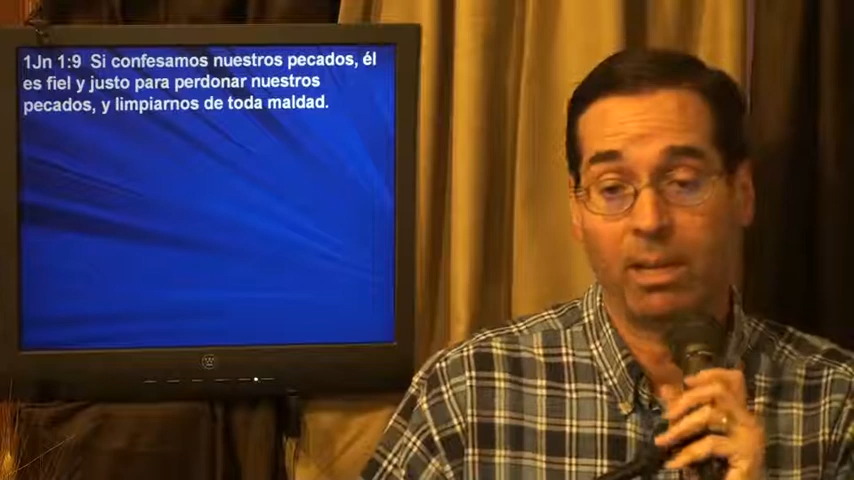 1Jn 1:9 Si confesamos nuestros pecados, él
es fiel y justo para perdonar nuestros
pecados, y limpiarnos de toda maldad.